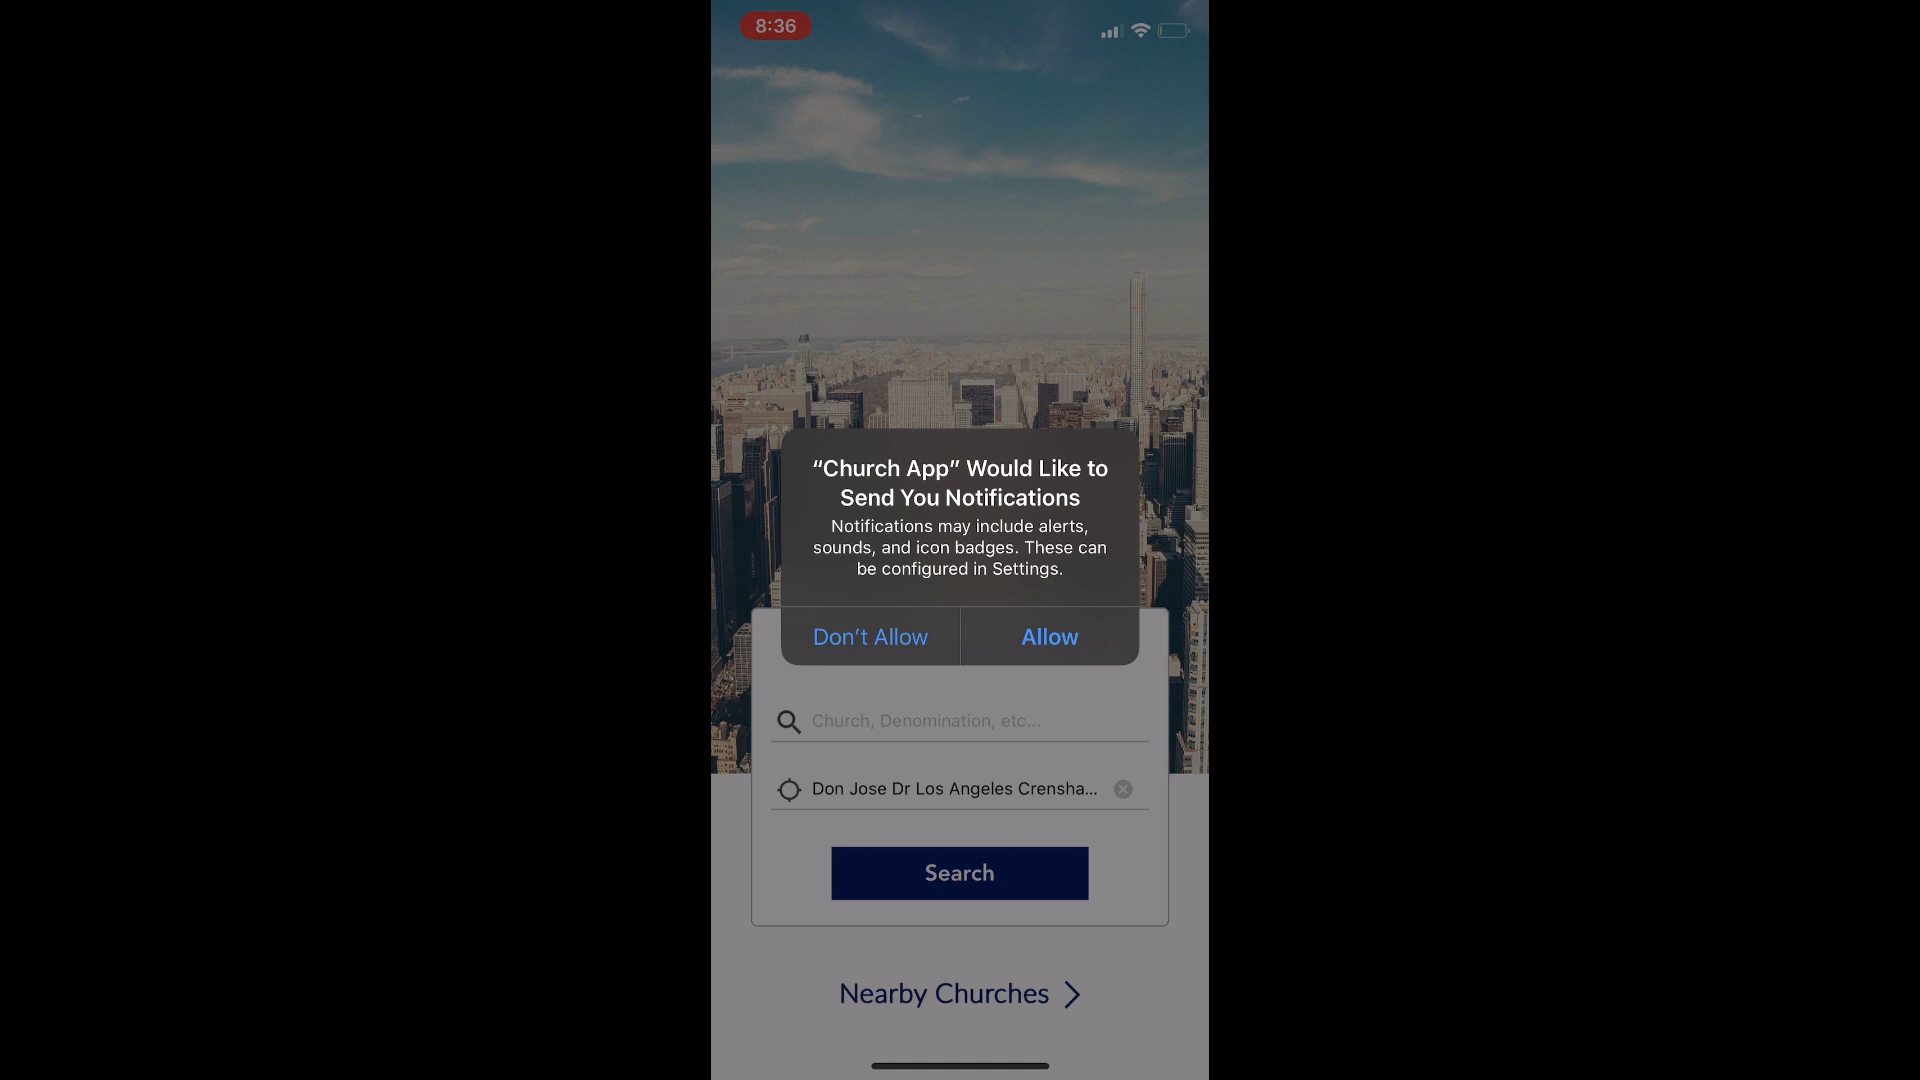 8:36
“Church App” Would Like to
Send You Notifications
Notifications may include alerts,
sounds, and icon badges. These can
be configured in Settings.
Don’t Allow
Allow
Church, Denomination, etc...
Don Jose Dr Los Angeles Crensha...
Search
Nearby Churches